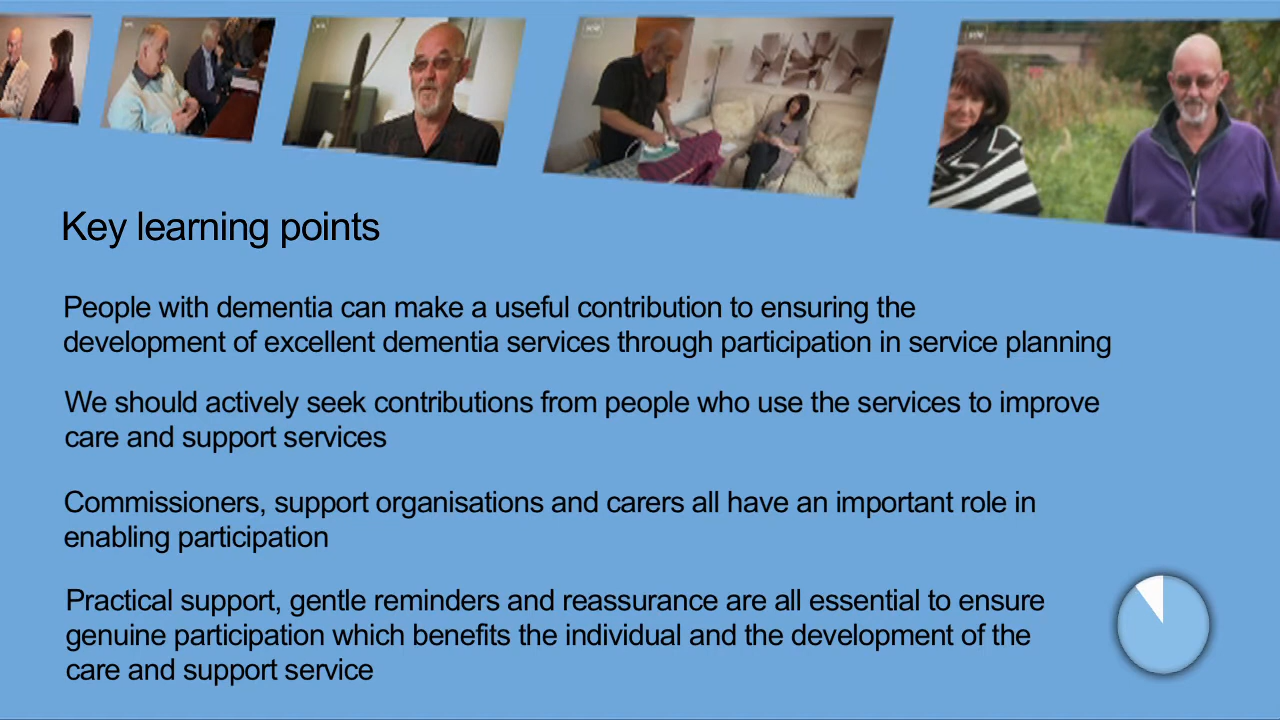 Key learning points
People with dementia can make a useful contribution to ensuring the
development of excellent dementia services through participation in service planning
We should actively seek contributions from people who use the services to improve
care and support services
Commissioners, support organisations and carers all have an important role in
enabling participation
Practical support, gentle reminders and reassurance are all essential to ensure
genuine participation which benefits the individual and the development of the
care and support service